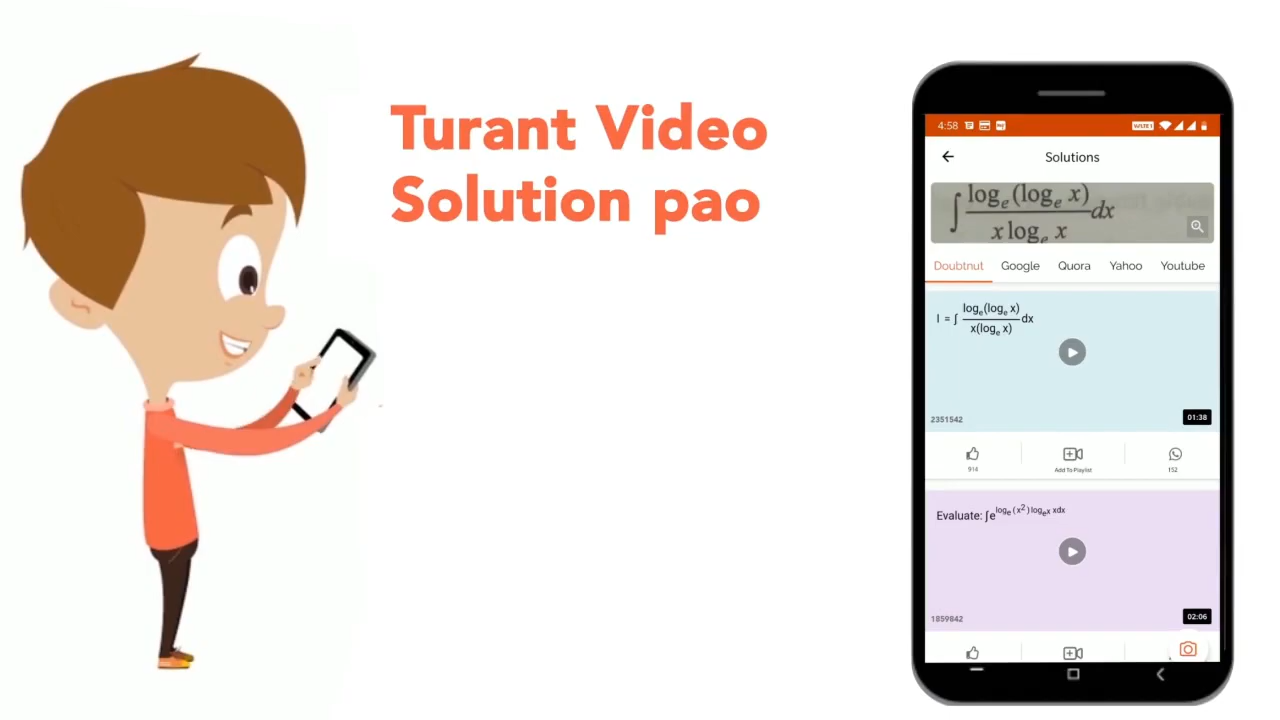 Turant Video
Solution pao
4:58
Solutions
∫ logₑ(logₑ x) / x logₑ x dx
Doubtnut Google Quora Yahoo Youtube
I = ∫ logₑ(logₑ x) / x(logₑ x) dx
2351542 01:38
914 Add To Playlist 152
Evaluate: ∫e^logₑ(x²)logₑx xdx
1859842 02:06